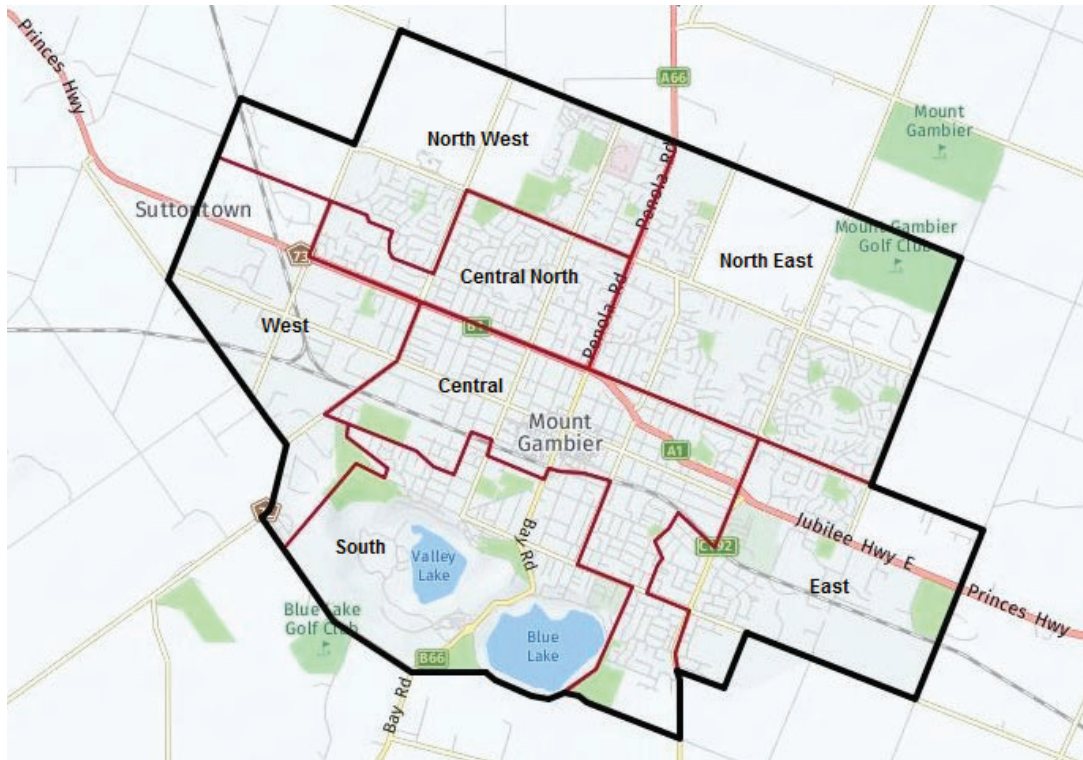 Princes Hwy
A66
Mount
Gambier
North West
Penola Rd
Suttontown
Mount Gambier
Golf Club
73
North East
Central North
Penola Rd
West
B1
Central
Mount
Gambier
A1
Jubilee Hwy E
South
Valley
Lake
Bay Rd
East
Princes Hwy
Blue Lake
Golf Club
Blue
Lake
B66
Bay Rd